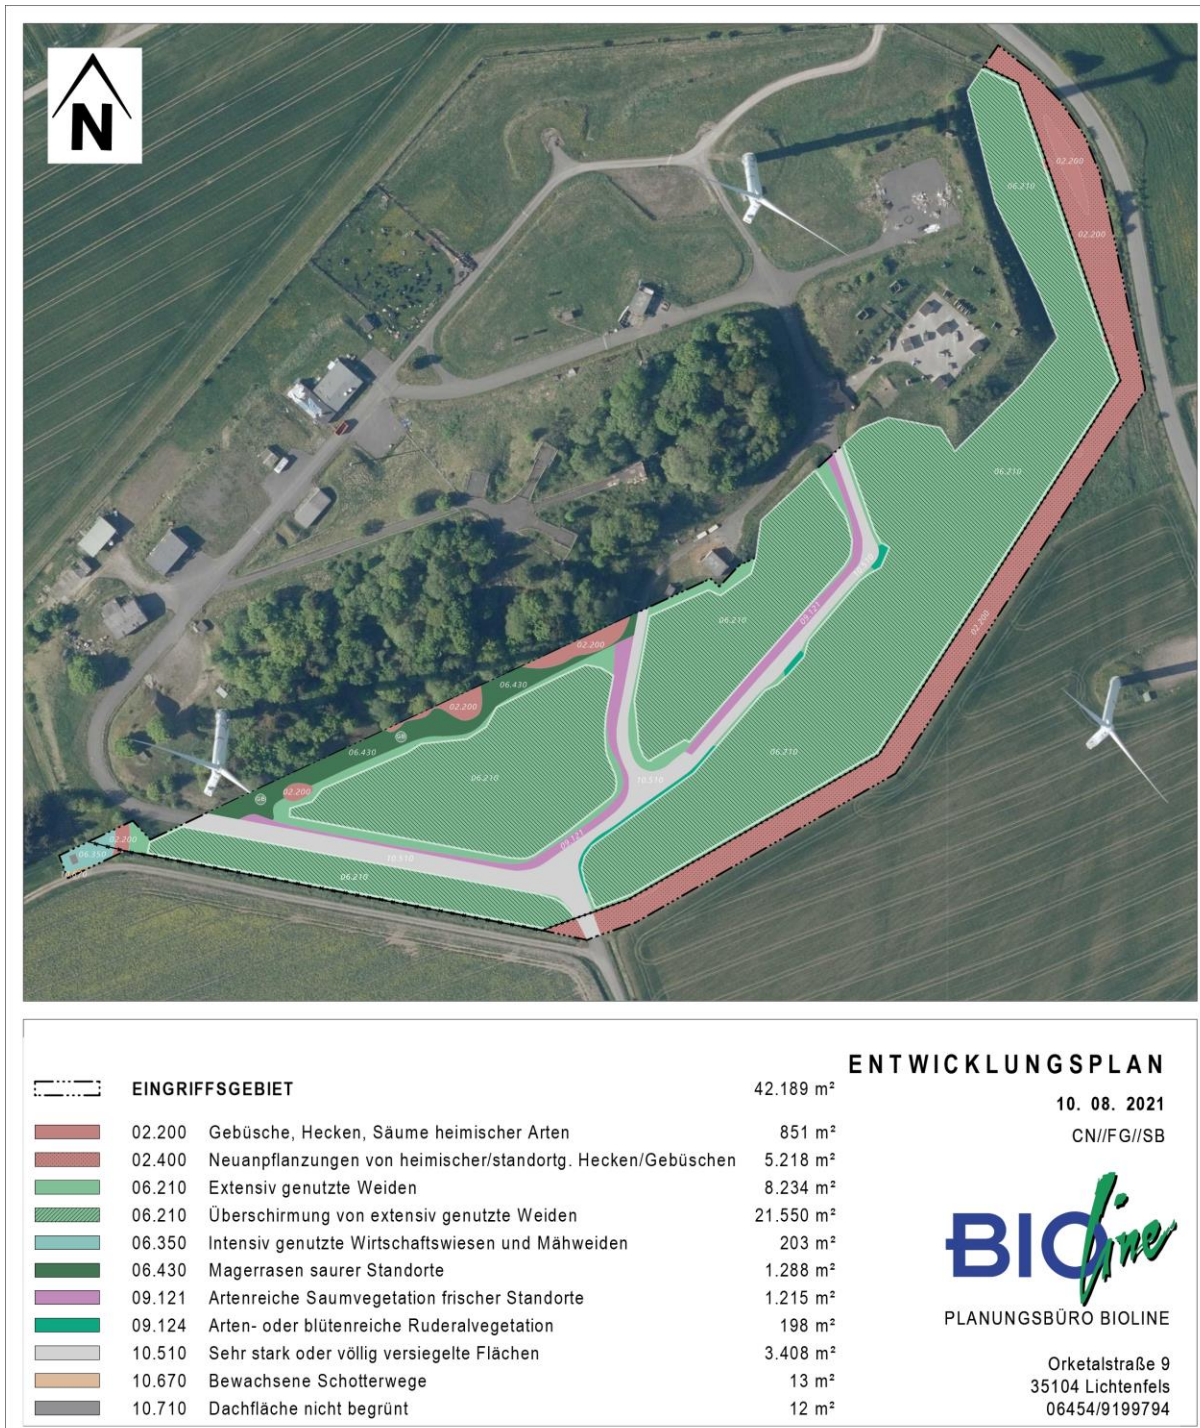 N
02.200
06.210
02.200
06.210
09.121
02.200
06.210
02.200
06.430
02.200
GB
06.430
06.210
06.210
10.510
02.200
GB
09.121
02.200
06.350
10.510
06.210
ENTWICKLUNGSPLAN
10. 08. 2021
CN//FG//SB
EINGRIFFSGEBIET 42.189 m²
02.200 Gebüsche, Hecken, Säume heimischer Arten 851 m²
02.400 Neuanpflanzungen von heimischer/standortg. Hecken/Gebüschen 5.218 m²
06.210 Extensiv genutzte Weiden 8.234 m²
06.210 Überschirmung von extensiv genutzte Weiden 21.550 m²
06.350 Intensiv genutzte Wirtschaftswiesen und Mähweiden 203 m²
06.430 Magerrasen saurer Standorte 1.288 m²
09.121 Artenreiche Saumvegetation frischer Standorte 1.215 m²
09.124 Arten- oder blütenreiche Ruderalvegetation 198 m²
10.510 Sehr stark oder völlig versiegelte Flächen 3.408 m²
10.670 Bewachsene Schotterwege 13 m²
10.710 Dachfläche nicht begrünt 12 m²
BIOline
PLANUNGSBÜRO BIOLINE
Orketalstraße 9
35104 Lichtenfels
06454/9199794